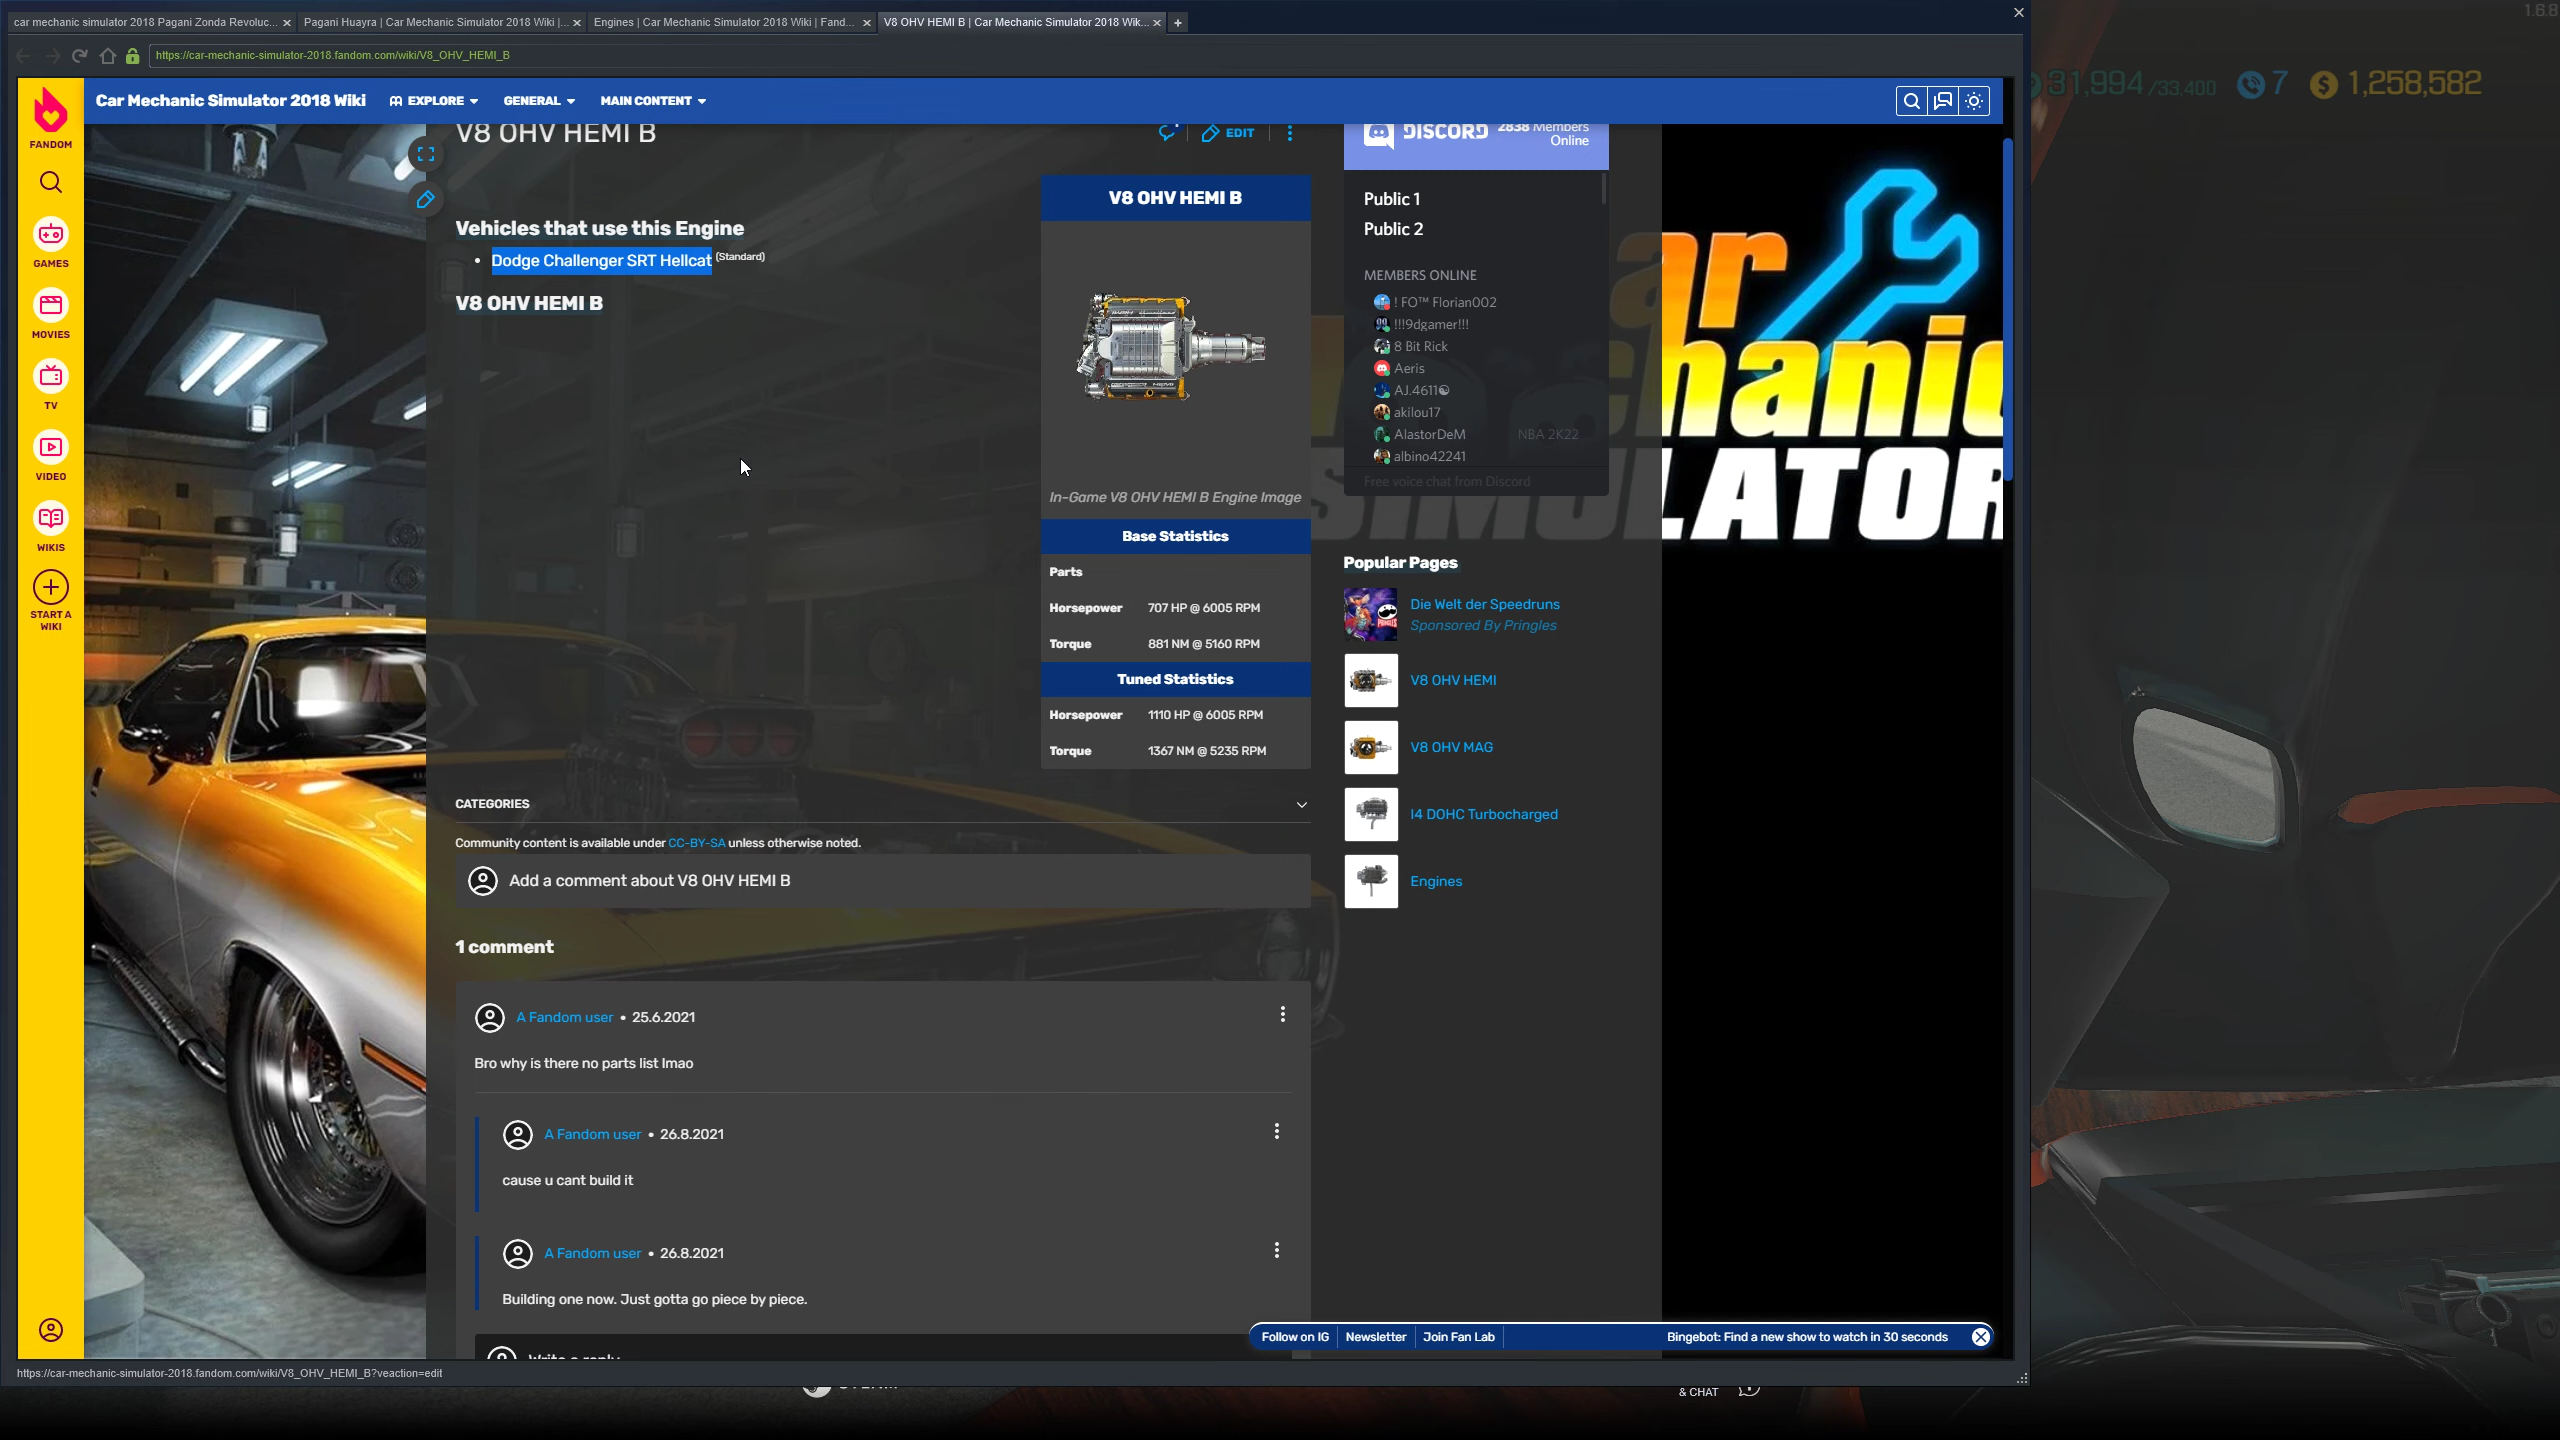 car mechanic simulator 2018 Pagani Zonda Revoluc...
Pagani Huayra | Car Mechanic Simulator 2018 Wiki |...
Engines | Car Mechanic Simulator 2018 Wiki | Fand...
V8 OHV HEMI B | Car Mechanic Simulator 2018 Wik...
https://car-mechanic-simulator-2018.fandom.com/wiki/V8_OHV_HEMI_B
1.6.8
31,994 /33,400
7
$ 1,258,582
FANDOM
GAMES
MOVIES
TV
VIDEO
WIKIS
START A
WIKI
Car Mechanic Simulator 2018 Wiki
EXPLORE
GENERAL
MAIN CONTENT
V8 OHV HEMI B
EDIT
Vehicles that use this Engine
Dodge Challenger SRT Hellcat (Standard)
V8 OHV HEMI B
V8 OHV HEMI B
In-Game V8 OHV HEMI B Engine Image
Base Statistics
Parts
Horsepower 707 HP @ 6005 RPM
Torque 881 NM @ 5160 RPM
Tuned Statistics
Horsepower 1110 HP @ 6005 RPM
Torque 1367 NM @ 5235 RPM
CATEGORIES
Community content is available under CC-BY-SA unless otherwise noted.
Add a comment about V8 OHV HEMI B
1 comment
A Fandom user • 25.6.2021
Bro why is there no parts list lmao
A Fandom user • 26.8.2021
cause u cant build it
A Fandom user • 26.8.2021
Building one now. Just gotta go piece by piece.
Write a reply
DISCORD
2838 Members
Online
Public 1
Public 2
MEMBERS ONLINE
! FO™ Florian002
!!!9dgamer!!!
8 Bit Rick
Aeris
AJ.4611☯
akilou17
AlastorDeM NBA 2K22
albino42241
Free voice chat from Discord
Popular Pages
Die Welt der Speedruns
Sponsored By Pringles
V8 OHV HEMI
V8 OHV MAG
I4 DOHC Turbocharged
Engines
ar
hanic
SIMULATOR
Follow on IG
Newsletter
Join Fan Lab
Bingebot: Find a new show to watch in 30 seconds
https://car-mechanic-simulator-2018.fandom.com/wiki/V8_OHV_HEMI_B?veaction=edit
& CHAT